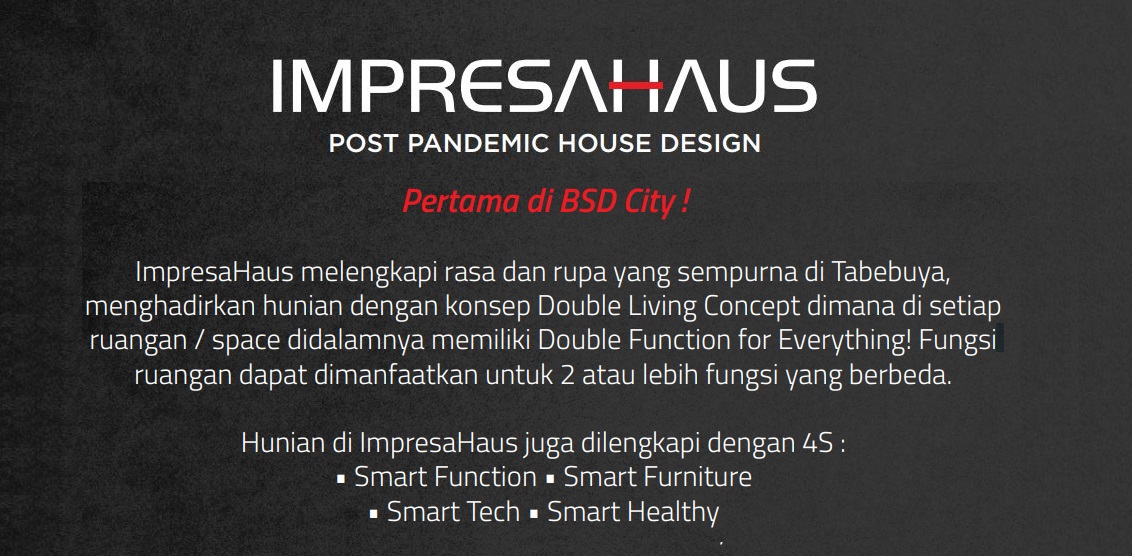 IMPRESAHAUS
POST PANDEMIC HOUSE DESIGN
Pertama di BSD City !
ImpresaHaus melengkapi rasa dan rupa yang sempurna di Tabebuya,
menghadirkan hunian dengan konsep Double Living Concept dimana di setiap
ruangan / space didalamnya memiliki Double Function for Everything! Fungsi
ruangan dapat dimanfaatkan untuk 2 atau lebih fungsi yang berbeda.
Hunian di ImpresaHaus juga dilengkapi dengan 4S :
▪ Smart Function ▪ Smart Furniture
▪ Smart Tech ▪ Smart Healthy